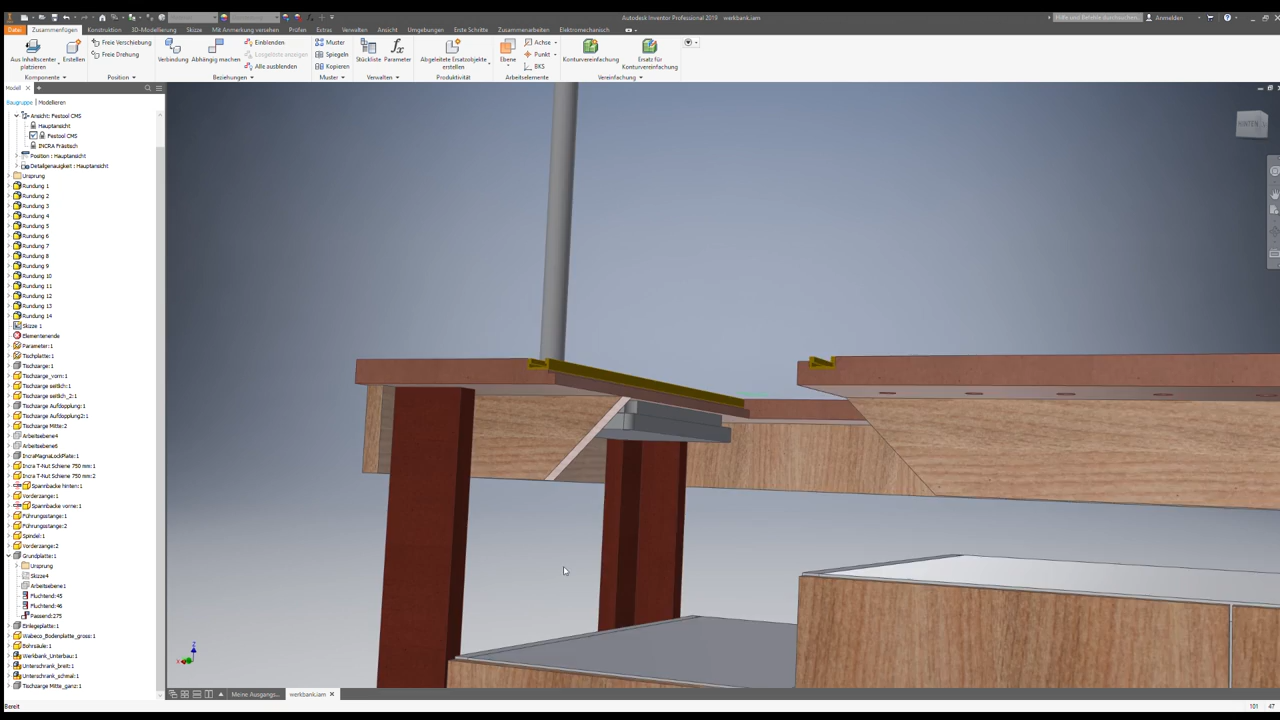 Autodesk Inventor Professional 2019 werkbank.iam
Hilfe und Befehle durchsuchen...
Anmelden
Datei Zusammenfügen Konstruktion 3D-Modellierung Skizze Mit Anmerkung versehen Prüfen Extras Verwalten Ansicht Umgebungen Erste Schritte Zusammenarbeiten Elektromechanisch
Aus Inhaltscenter platzieren
Erstellen
Freie Verschiebung
Freie Drehung
Verbindung
Abhängig machen
Einblenden
Alle ausblenden
Muster
Spiegeln
Kopieren
Stückliste
Parameter
Abgeleitete Ersatzobjekte erstellen
Ebene
Achse
Punkt
BKS
Konturvereinfachung
Ersatz für Konturvereinfachung
Komponente Position Beziehungen Muster Verwalten Produktivität Arbeitselemente Vereinfachung
Modell
Baugruppe Modellieren
Ansicht: Festool CMS
Hauptansicht
Festool CMS
INCRA Frästisch
Position : Hauptansicht
Detailgenauigkeit : Hauptansicht
Ursprung
Rundung 1
Rundung 2
Rundung 3
Rundung 4
Rundung 5
Rundung 6
Rundung 7
Rundung 8
Rundung 9
Rundung 10
Rundung 11
Rundung 12
Rundung 13
Rundung 14
Skizze 1
Elementenende
Parameter:1
Tischplatte:1
Tischzarge:1
Tischzarge_vorn:1
Tischzarge seitlich:1
Tischzarge seitlich_2:1
Tischzarge Aufdopplung:1
Tischzarge Aufdopplung2:1
Tischzarge Mitte:2
Arbeitsebene4
Arbeitsebene6
IncraMagnaLockPlate:1
Incra T-Nut Schiene 750 mm:1
Incra T-Nut Schiene 750 mm:2
Spannbacke hinten:1
Vorderzange:1
Spannbacke vorne:1
Führungsstange:1
Führungsstange:2
Spindel:1
Vorderzange:2
Grundplatte:1
Ursprung
Skizze4
Arbeitsebene1
Fluchtend:45
Fluchtend:46
Passend:275
Einlegeplatte:1
Wabeco_Bodenplatte_gross:1
Bohrsäule:1
Werkbank_Unterbau:1
Unterschrank_breit:1
Unterschrank_schmal:1
Tischzarge Mitte_ganz:1
HINTEN
Z
X
Meine Ausgangs... werkbank.iam
Bereit
101 47